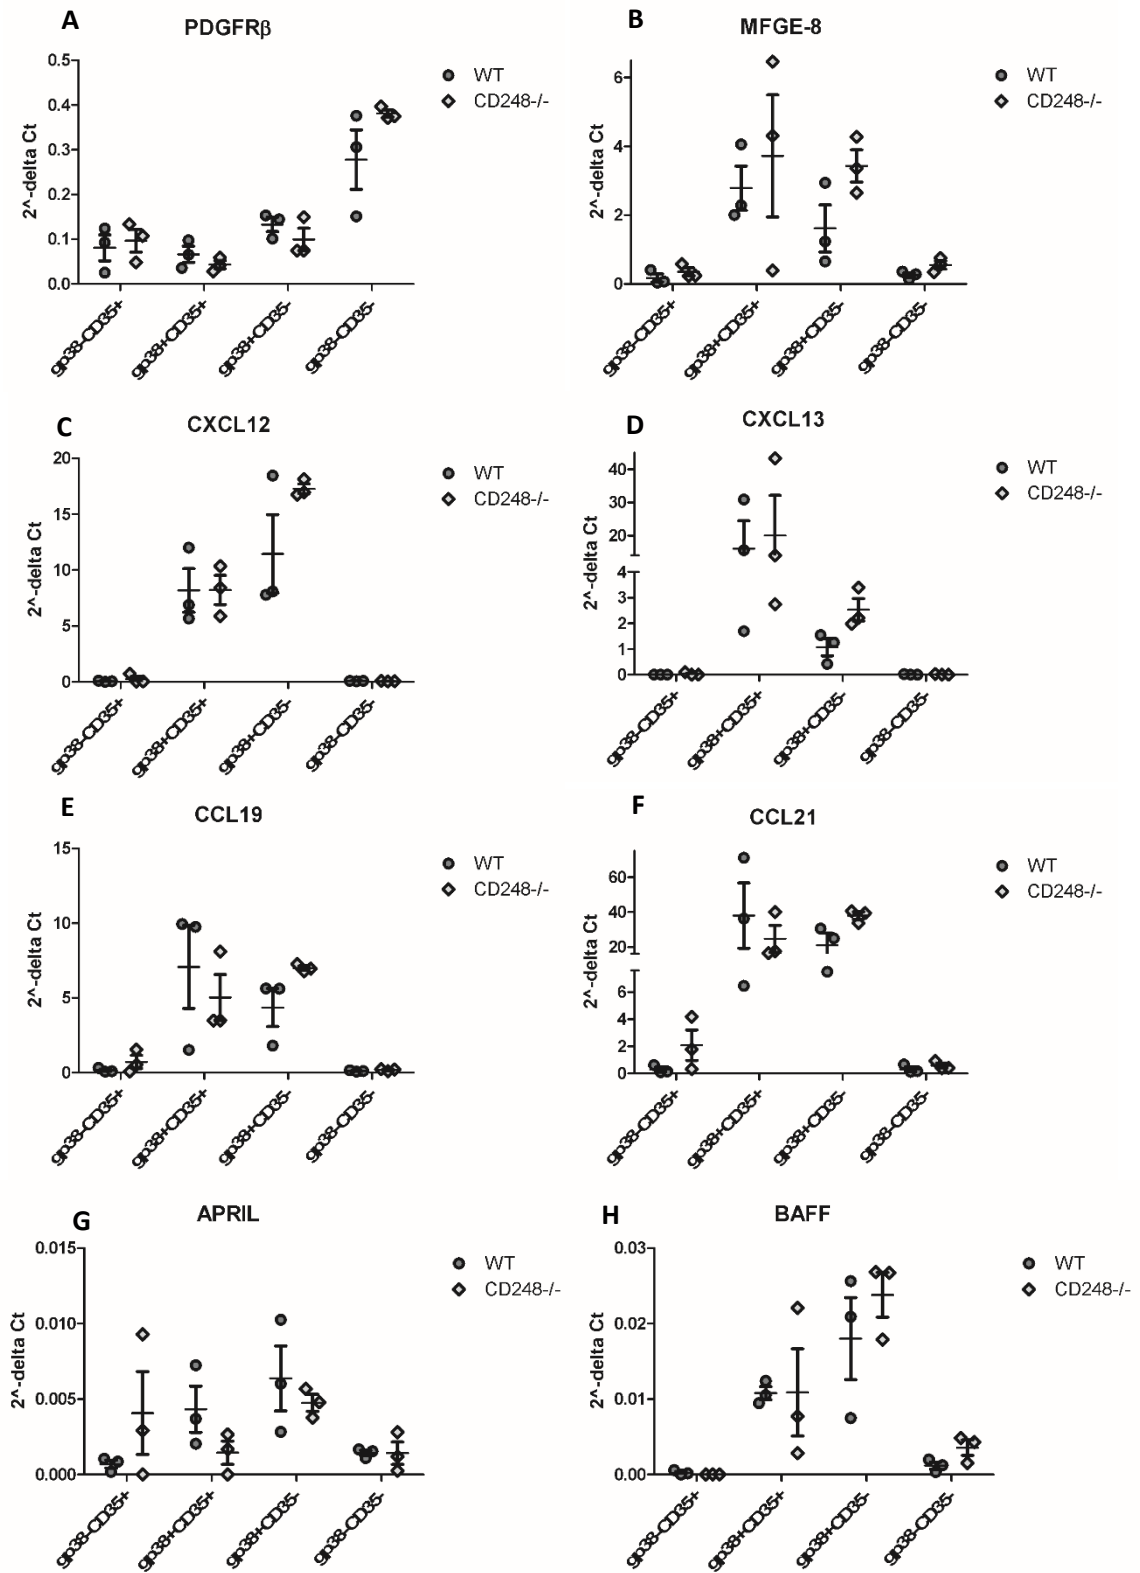 A
PDGFRβ
0.5
0.4
0.3
0.2
0.1
0.0
2^-delta Ct
WT
CD248-/-
gp38-CD35+
gp38+CD35+
gp38+CD35-
gp38-CD35-
B
MFGE-8
6
4
2
0
2^-delta Ct
WT
CD248-/-
gp38-CD35+
gp38+CD35+
gp38+CD35-
gp38-CD35-
C
CXCL12
20
15
10
5
0
2^-delta Ct
WT
CD248-/-
gp38-CD35+
gp38+CD35+
gp38+CD35-
gp38-CD35-
D
CXCL13
40
30
20
4
3
2
1
0
2^-delta Ct
WT
CD248-/-
gp38-CD35+
gp38+CD35+
gp38+CD35-
gp38-CD35-
E
CCL19
15
10
5
0
2^-delta Ct
WT
CD248-/-
gp38-CD35+
gp38+CD35+
gp38+CD35-
gp38-CD35-
F
CCL21
60
40
20
6
4
2
0
2^-delta Ct
WT
CD248-/-
gp38-CD35+
gp38+CD35+
gp38+CD35-
gp38-CD35-
G
APRIL
0.015
0.010
0.005
0.000
2^-delta Ct
WT
CD248-/-
gp38-CD35+
gp38+CD35+
gp38+CD35-
gp38-CD35-
H
BAFF
0.03
0.02
0.01
0.00
2^-delta Ct
WT
CD248-/-
gp38-CD35+
gp38+CD35+
gp38+CD35-
gp38-CD35-